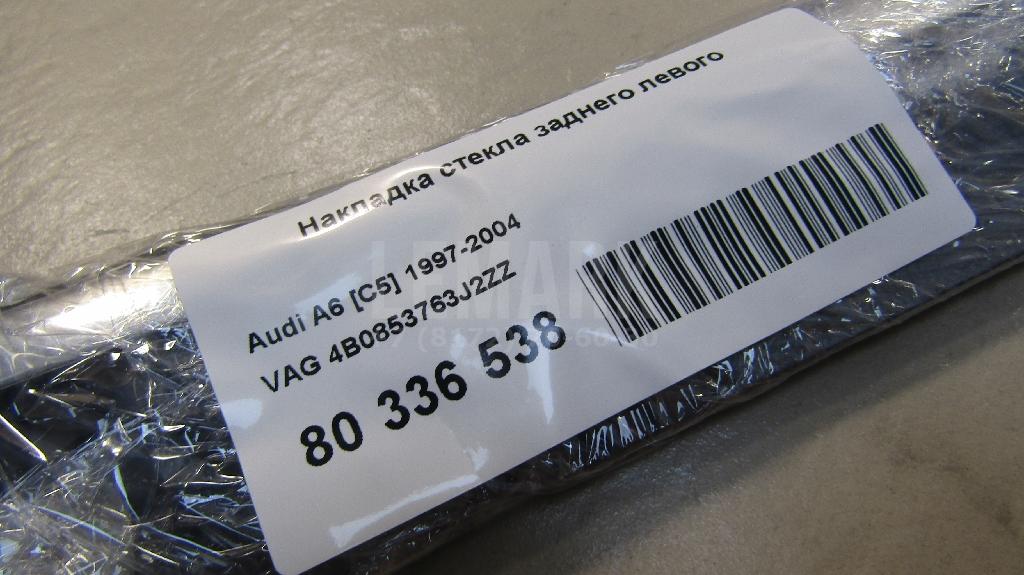 Накладка стекла заднего левого
Audi A6 [C5] 1997-2004
VAG 4B0853763J2ZZ
80 336 538